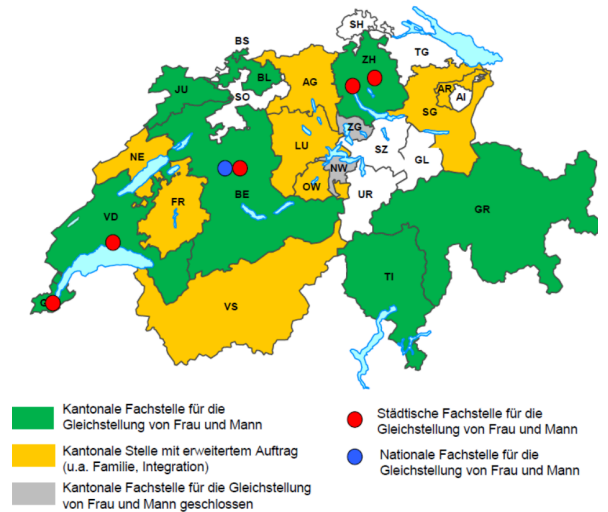 SH
BS
ZH
TG
BL
JU
AG
SO
AR
AI
SG
ZG
NE
LU
SZ
GL
NW
OW
FR
BE
UR
VD
GR
G
TI
VS
Kantonale Fachstelle für die
Gleichstellung von Frau und Mann
Kantonale Stelle mit erweitertem Auftrag
(u.a. Familie, Integration)
Kantonale Fachstelle für die Gleichstellung
von Frau und Mann geschlossen
Städtische Fachstelle für die
Gleichstellung von Frau und Mann
Nationale Fachstelle für die
Gleichstellung von Frau und Mann